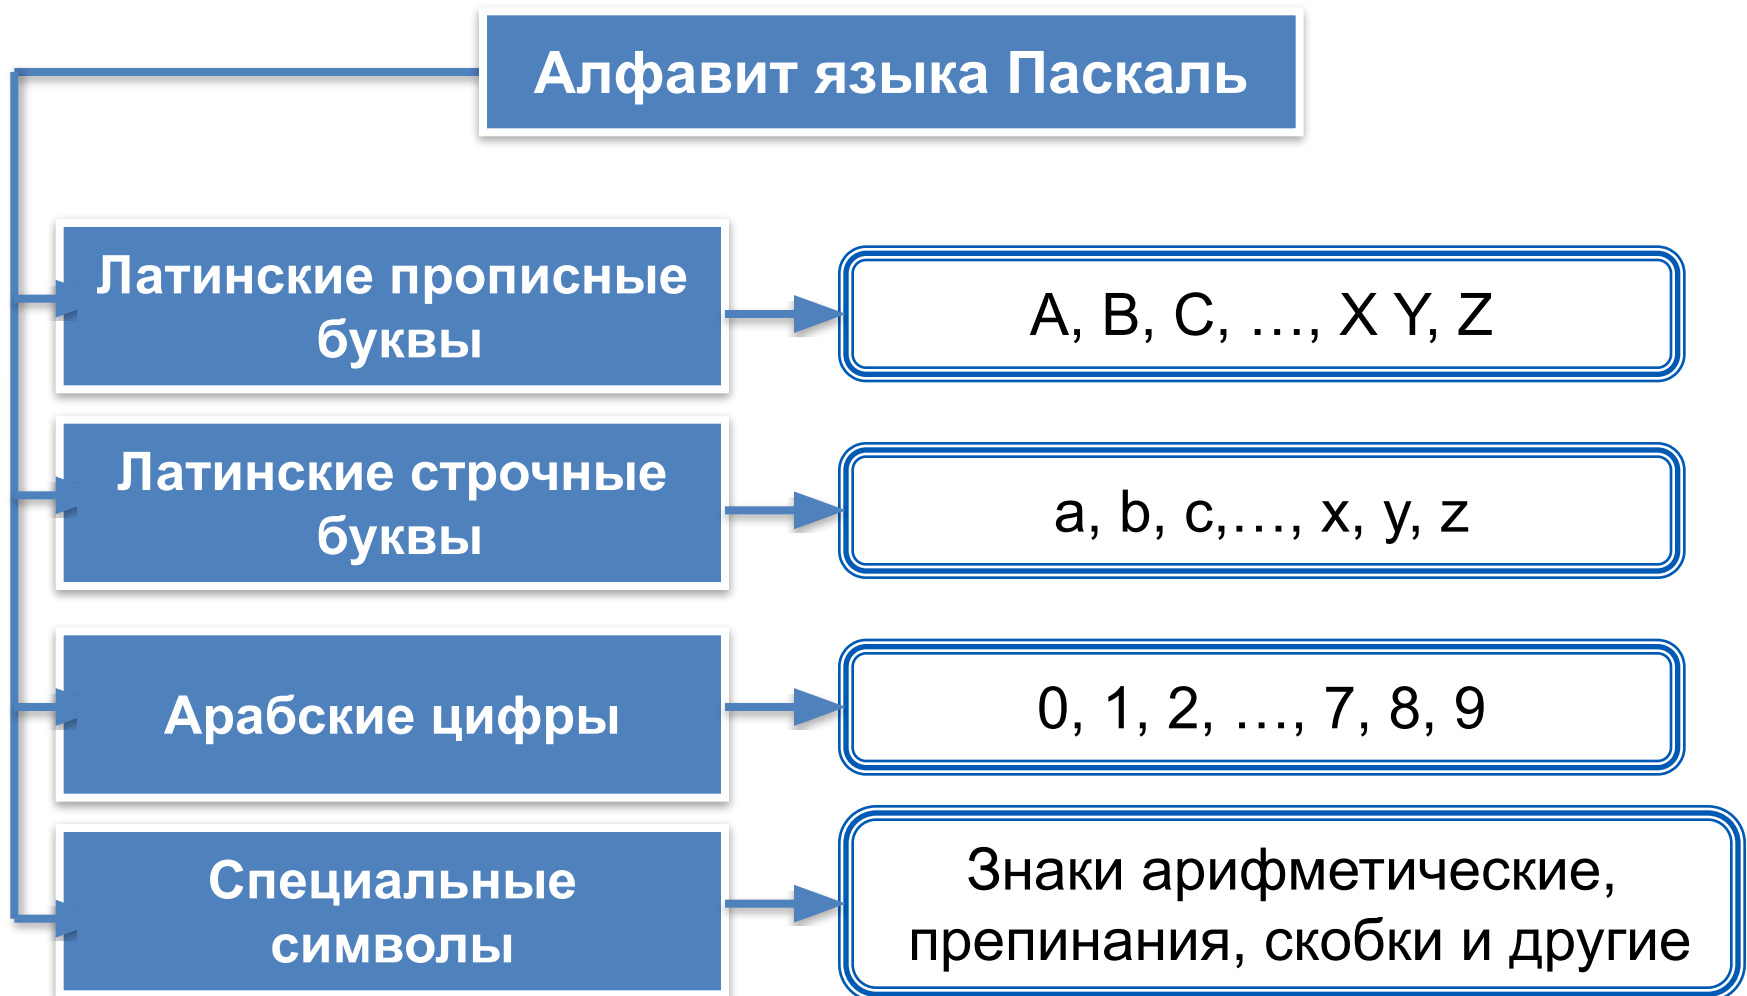 Алфавит языка Паскаль
Латинские прописные
буквы
A, B, C, …, X Y, Z
Латинские строчные
буквы
a, b, c,…, x, y, z
Арабские цифры
0, 1, 2, …, 7, 8, 9
Специальные
символы
Знаки арифметические,
препинания, скобки и другие